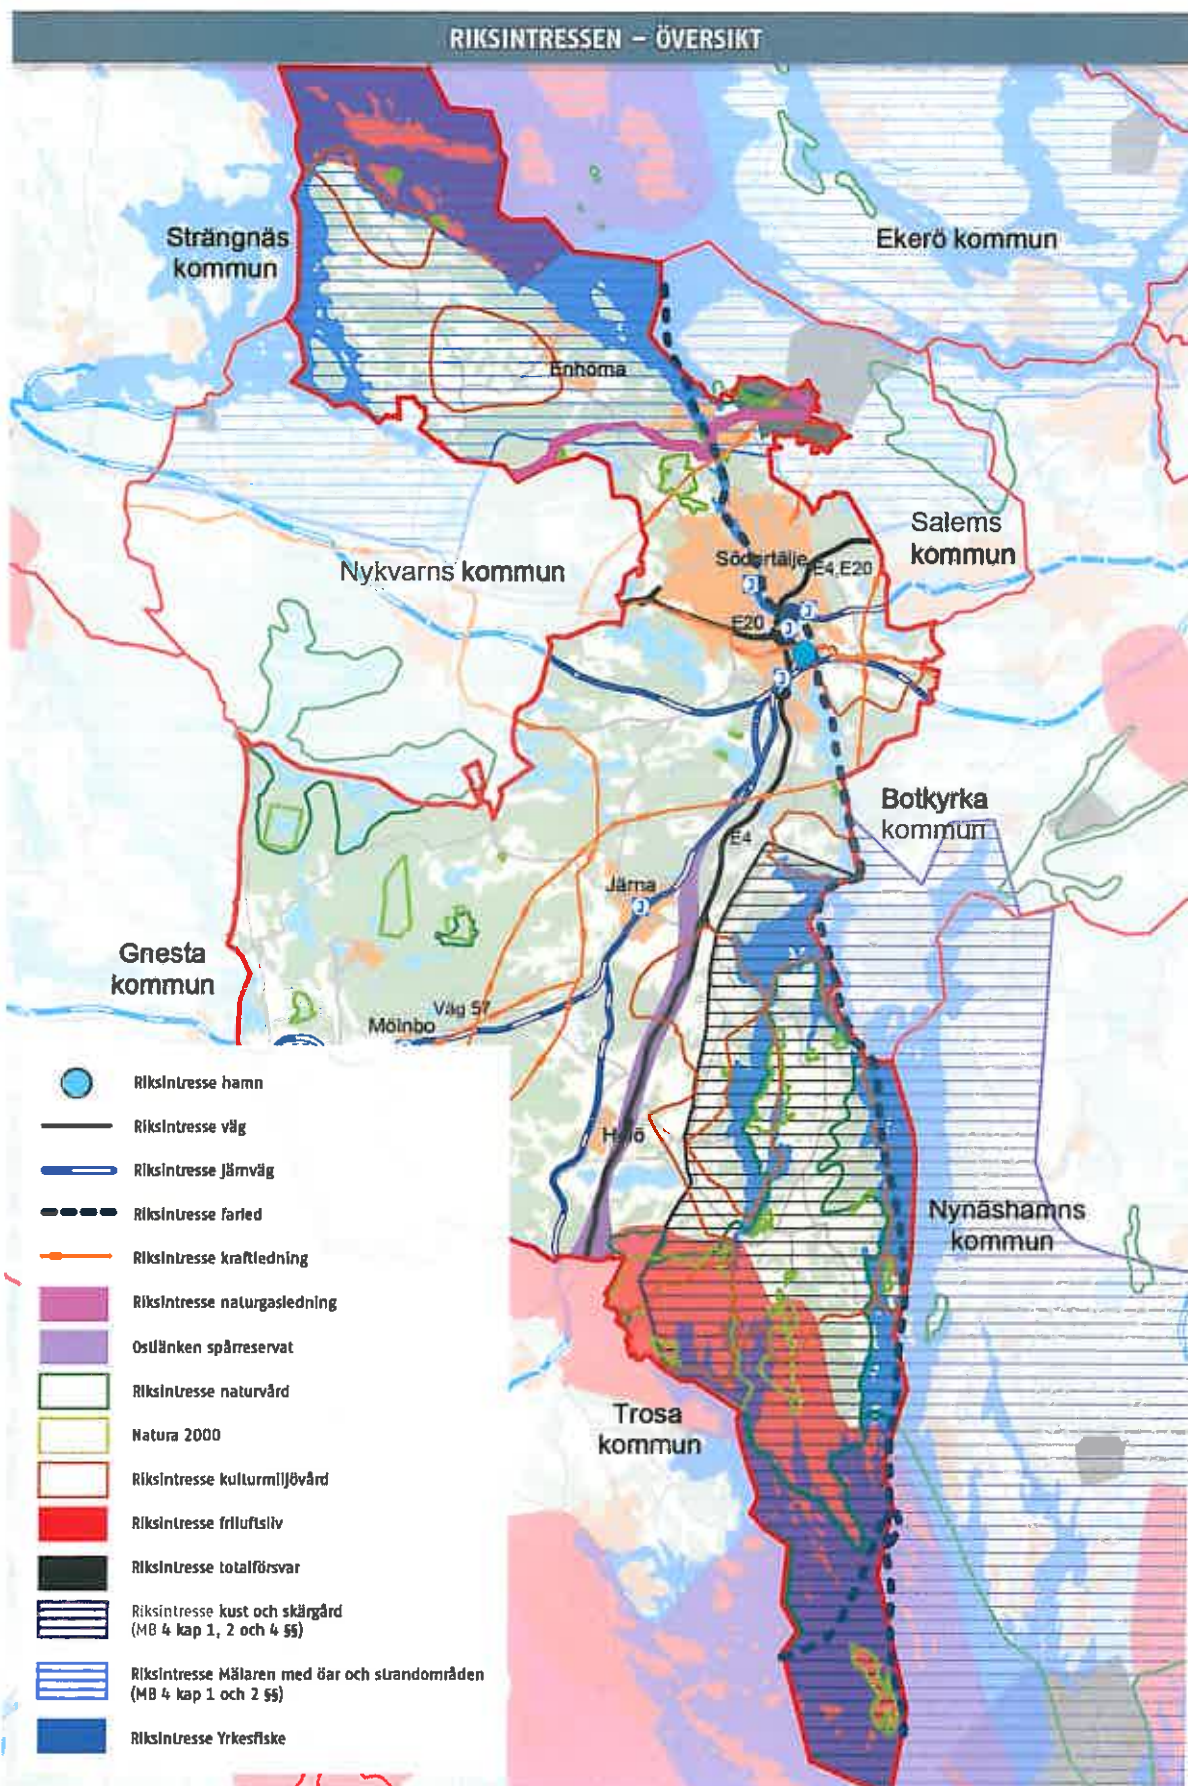 RIKSINTRESSEN – ÖVERSIKT
Strängnäs
kommun
Ekerö kommun
Enhörna
Salems
kommun
Nykvarns kommun
Södertälje
E4,E20
E20
Botkyrka
kommun
E4
Järna
Gnesta
kommun
Väg 57
Mölnbo
Hölö
Nynäshamns
kommun
Trosa
kommun
Riksintresse hamn
Riksintresse väg
Riksintresse järnväg
Riksintresse farled
Riksintresse kraftledning
Riksintresse naturgasledning
Ostlänken spårreservat
Riksintresse naturvård
Natura 2000
Riksintresse kulturmiljövård
Riksintresse friluftsliv
Riksintresse totalförsvar
Riksintresse kust och skärgård
(MB 4 kap 1, 2 och 4 §§)
Riksintresse Mälaren med öar och strandområden
(MB 4 kap 1 och 2 §§)
Riksintresse Yrkesfiske